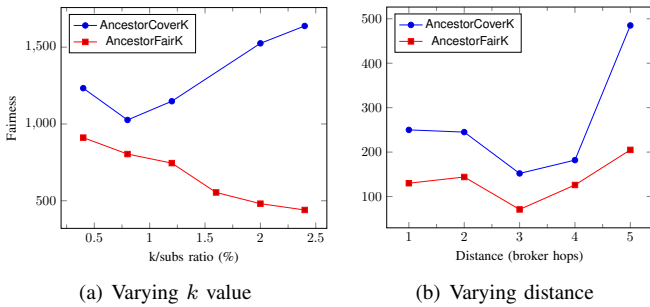 AncestorCoverK
AncestorFairK
1,500
1,000
500
Fairness
0.5 1 1.5 2 2.5
k/subs ratio (%)
(a) Varying k value
AncestorCoverK
AncestorFairK
500
400
300
200
100
1 2 3 4 5
Distance (broker hops)
(b) Varying distance